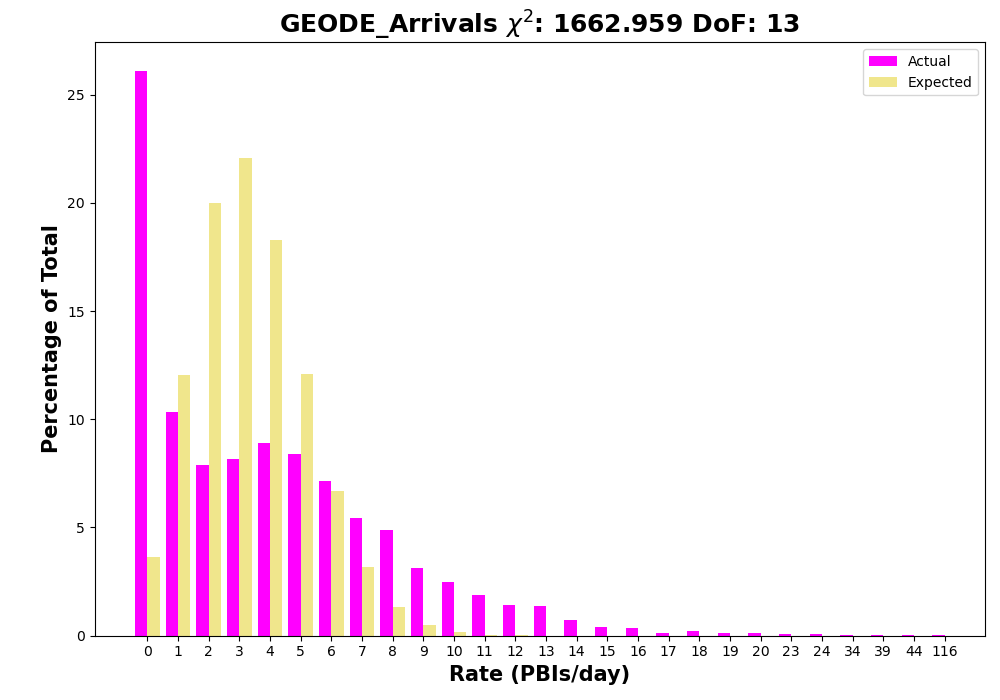 GEODE_Arrivals χ²: 1662.959 DoF: 13
Actual
Expected
Percentage of Total
25
20
15
10
5
0
0 1 2 3 4 5 6 7 8 9 10 11 12 13 14 15 16 17 18 19 20 23 24 34 39 44 116
Rate (PBIs/day)